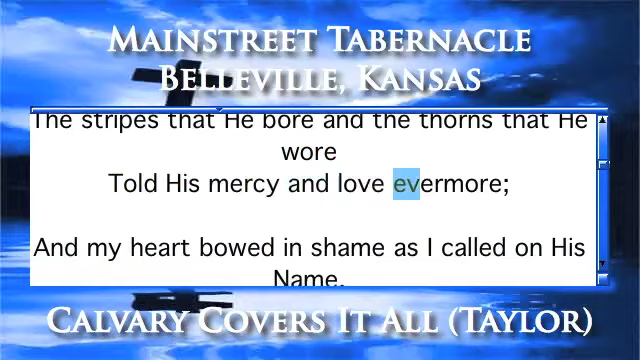 MAINSTREET TABERNACLE
BELLEVILLE, KANSAS
The stripes that He bore and the thorns that He
wore
Told His mercy and love evermore;
And my heart bowed in shame as I called on His
Name,
CALVARY COVERS IT ALL (TAYLOR)